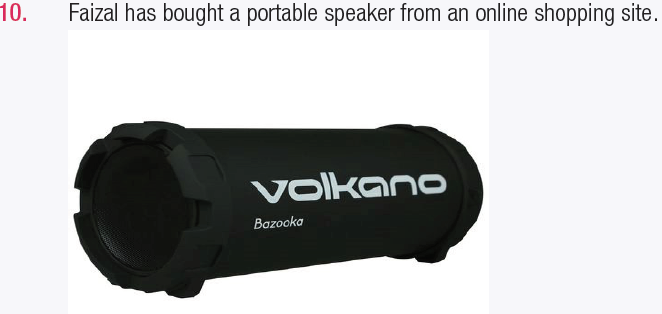 10. Faizal has bought a portable speaker from an online shopping site.
volkano
Bazooka